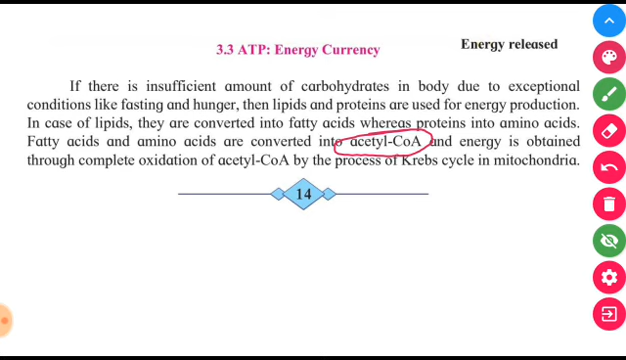 Energy released
3.3 ATP: Energy Currency
If there is insufficient amount of carbohydrates in body due to exceptional
conditions like fasting and hunger, then lipids and proteins are used for energy production.
In case of lipids, they are converted into fatty acids whereas proteins into amino acids.
Fatty acids and amino acids are converted into acetyl-CoA and energy is obtained
through complete oxidation of acetyl-CoA by the process of Krebs cycle in mitochondria.
14